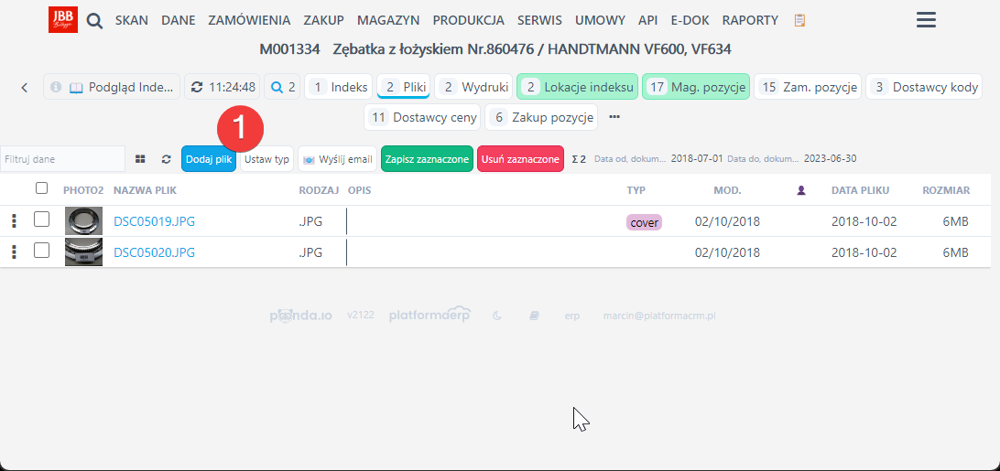 JBB SKAN DANE ZAMÓWIENIA ZAKUP MAGAZYN PRODUKCJA SERWIS UMOWY API E-DOK RAPORTY
M001334 Zębatka z łożyskiem Nr.860476 / HANDTMANN VF600, VF634
Podgląd Inde... 11:24:48 2 1 Indeks 2 Pliki 2 Wydruki 2 Lokacje indeksu 17 Mag. pozycje 15 Zam. pozycje 3 Dostawcy kody
11 Dostawcy ceny 6 Zakup pozycje
1
Filtruj dane Dodaj plik Ustaw typ Wyślij email Zapisz zaznaczone Usuń zaznaczone Σ 2 Data od, dokum... 2018-07-01 Data do, dokum... 2023-06-30
PHOTO2 NAZWA PLIK RODZAJ OPIS TYP MOD. DATA PLIKU ROZMIAR
DSC05019.JPG .JPG cover 02/10/2018 2018-10-02 6MB
DSC05020.JPG .JPG 02/10/2018 2018-10-02 6MB
panda.io v2122 platformaerp erp marcin@platformacrm.pl